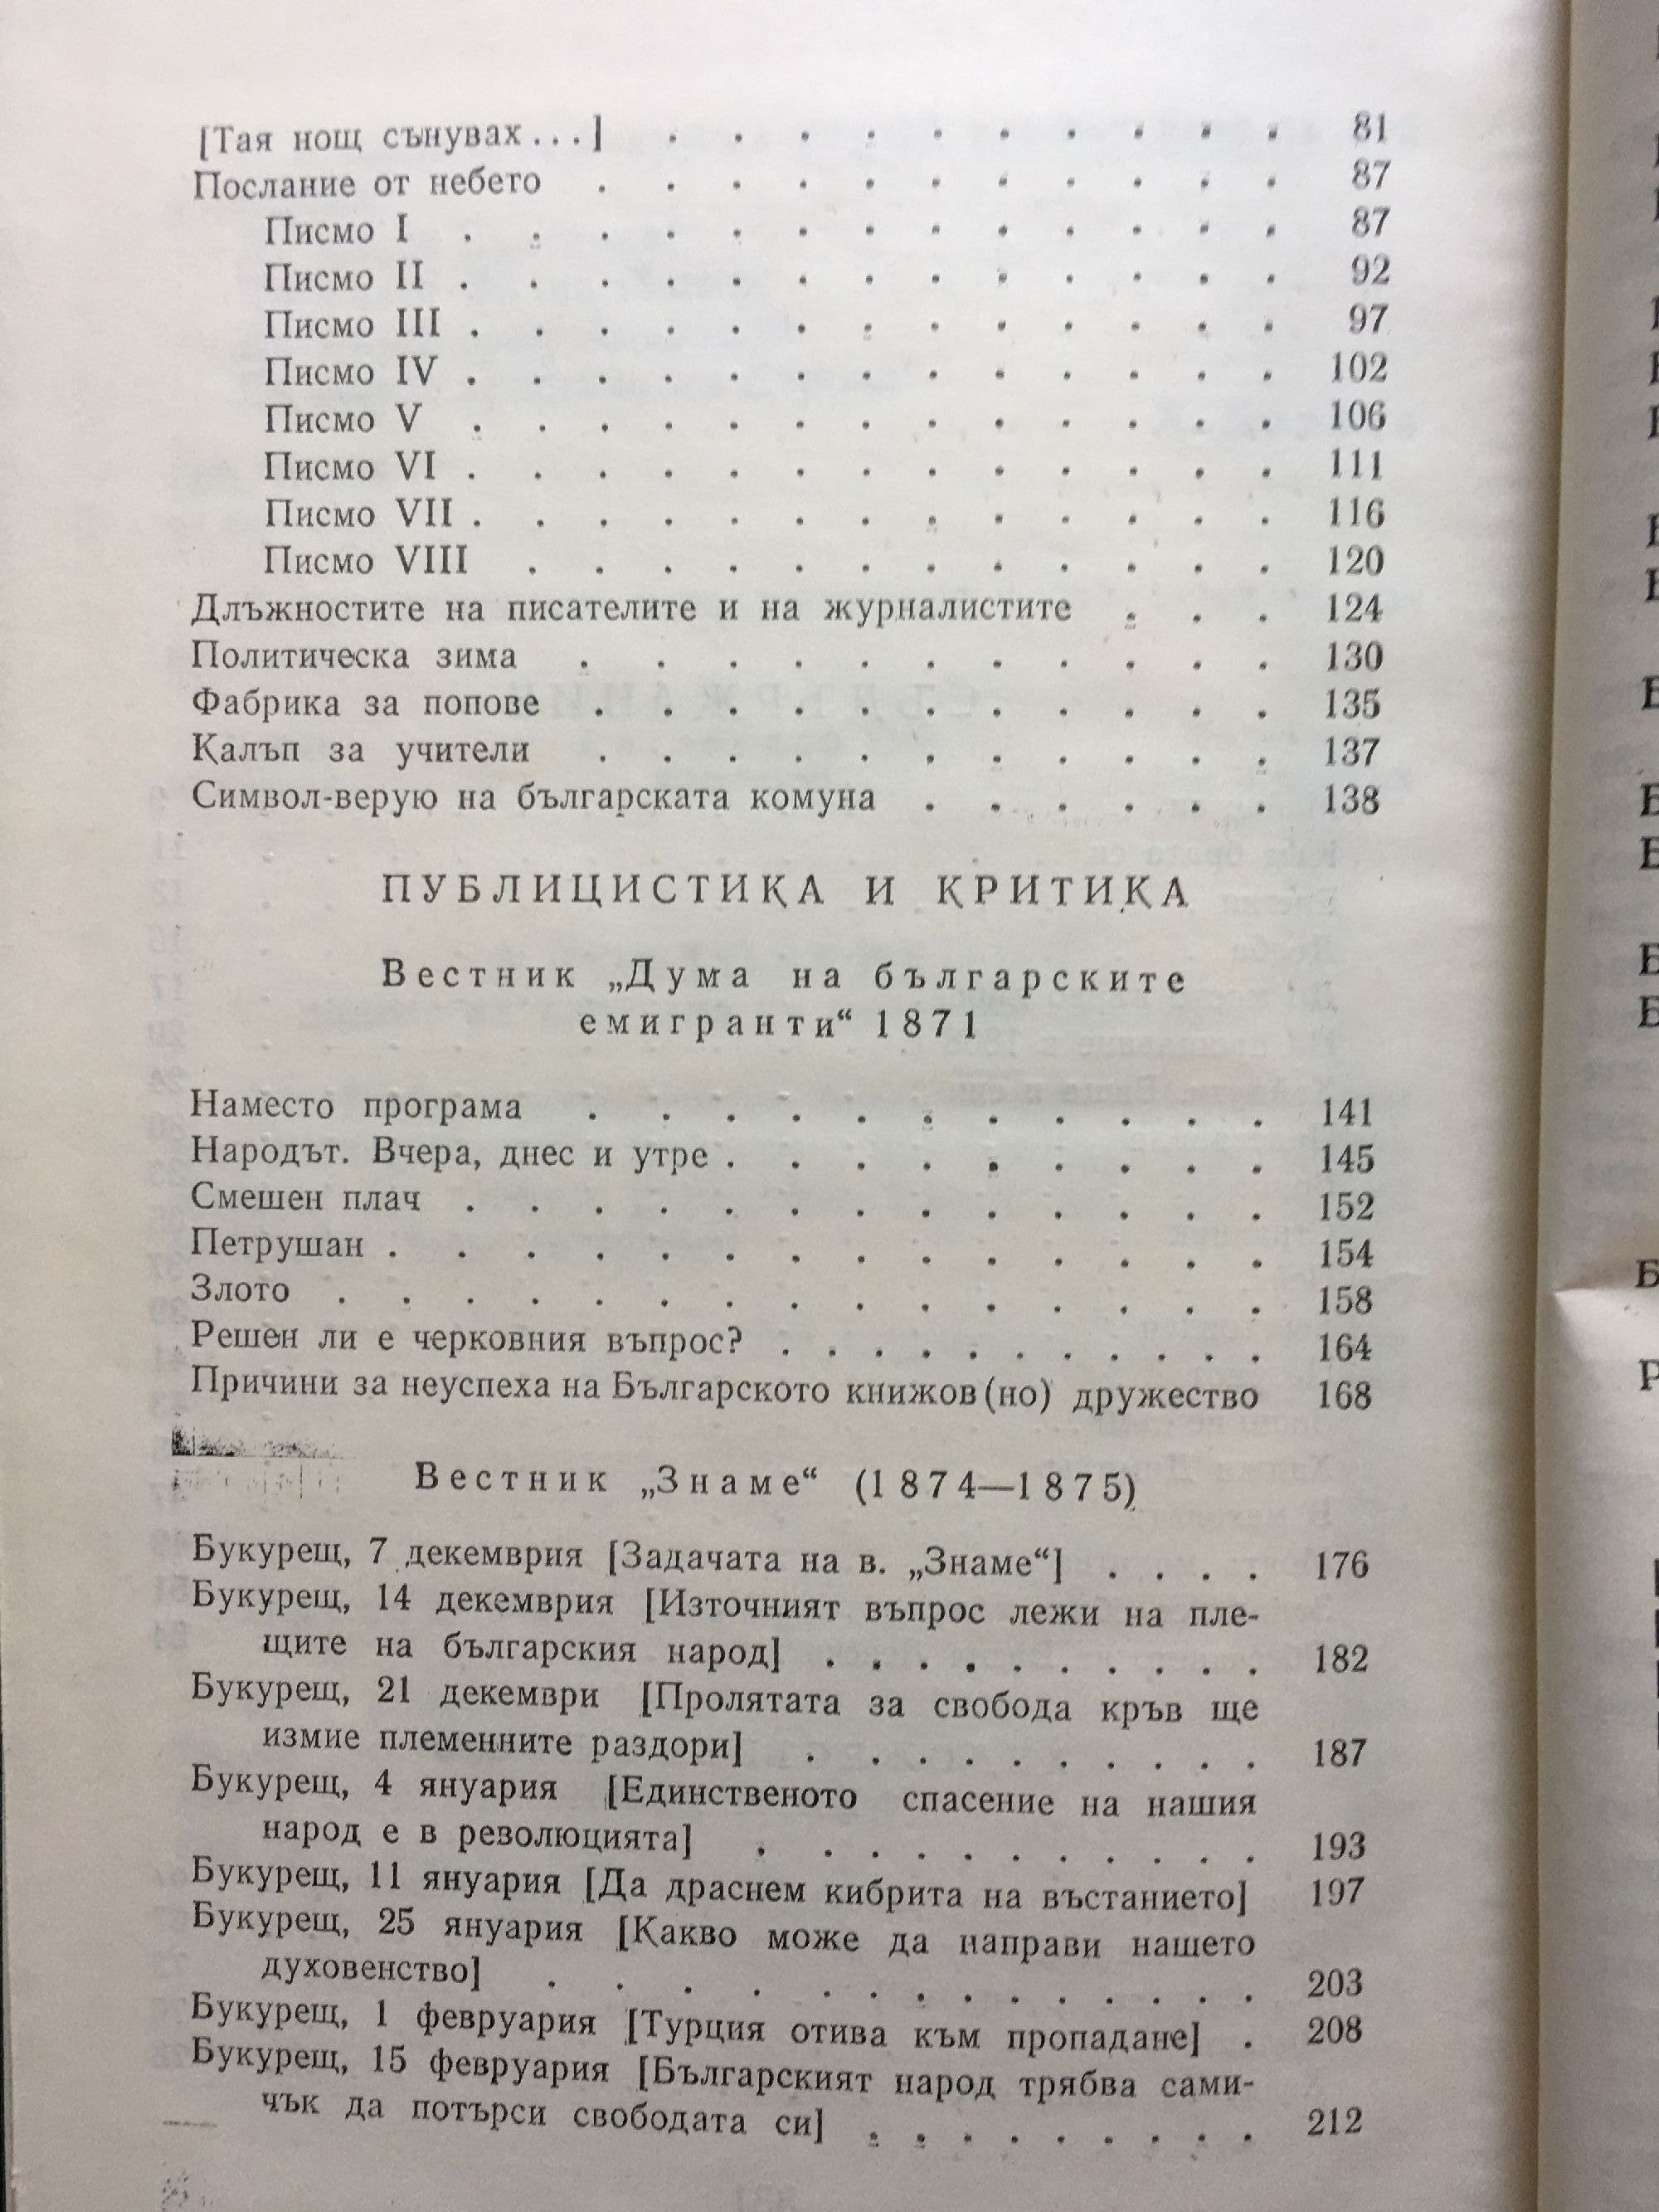 [Тая нощ сънувах...] . . . . . . . . . . 81
Послание от небето . . . . . . . . . . . 87
Писмо I . . . . . . . . . . . . . 87
Писмо II . . . . . . . . . . . . . 92
Писмо III . . . . . . . . . . . . . 97
Писмо IV . . . . . . . . . . . . . 102
Писмо V . . . . . . . . . . . . . 106
Писмо VI . . . . . . . . . . . . . 111
Писмо VII . . . . . . . . . . . . . 116
Писмо VIII . . . . . . . . . . . . 120
Длъжностите на писателите и на журналистите . . . 124
Политическа зима . . . . . . . . . . . 130
Фабрика за попове . . . . . . . . . . . 135
Калъп за учители . . . . . . . . . . . 137
Символ-верую на българската комуна . . . . . . 138
ПУБЛИЦИСТИКА И КРИТИКА
Вестник „Дума на българските
емигранти“ 1871
Наместо програма . . . . . . . . . . . 141
Народът. Вчера, днес и утре . . . . . . . . . 145
Смешен плач . . . . . . . . . . . . . 152
Петрушан . . . . . . . . . . . . . . 154
Злото . . . . . . . . . . . . . . . 158
Решен ли е черковния въпрос? . . . . . . . . . . . 164
Причини за неуспеха на Българското книжов(но) дружество 168
Вестник „Знаме“ (1874—1875)
Букурещ, 7 декемврия [Задачата на в. „Знаме“] . . . . 176
Букурещ, 14 декемврия [Източният въпрос лежи на пле-
щите на българския народ] . . . . . . . . . . 182
Букурещ, 21 декември [Пролятата за свобода кръв ще
измие племенните раздори] . . . . . . . . . . 187
Букурещ, 4 януария [Единственото спасение на нашия
народ е в революцията] . . . . . . . . . . . 193
Букурещ, 11 януария [Да драснем кибрита на въстанието] 197
Букурещ, 25 януария [Какво може да направи нашето
духовенство] . . . . . . . . . . . . . 203
Букурещ, 1 февруария [Турция отива към пропадане] . 208
Букурещ, 15 февруария [Българският народ трябва сами-
чък да потърси свободата си] . . . . . . . . . 212